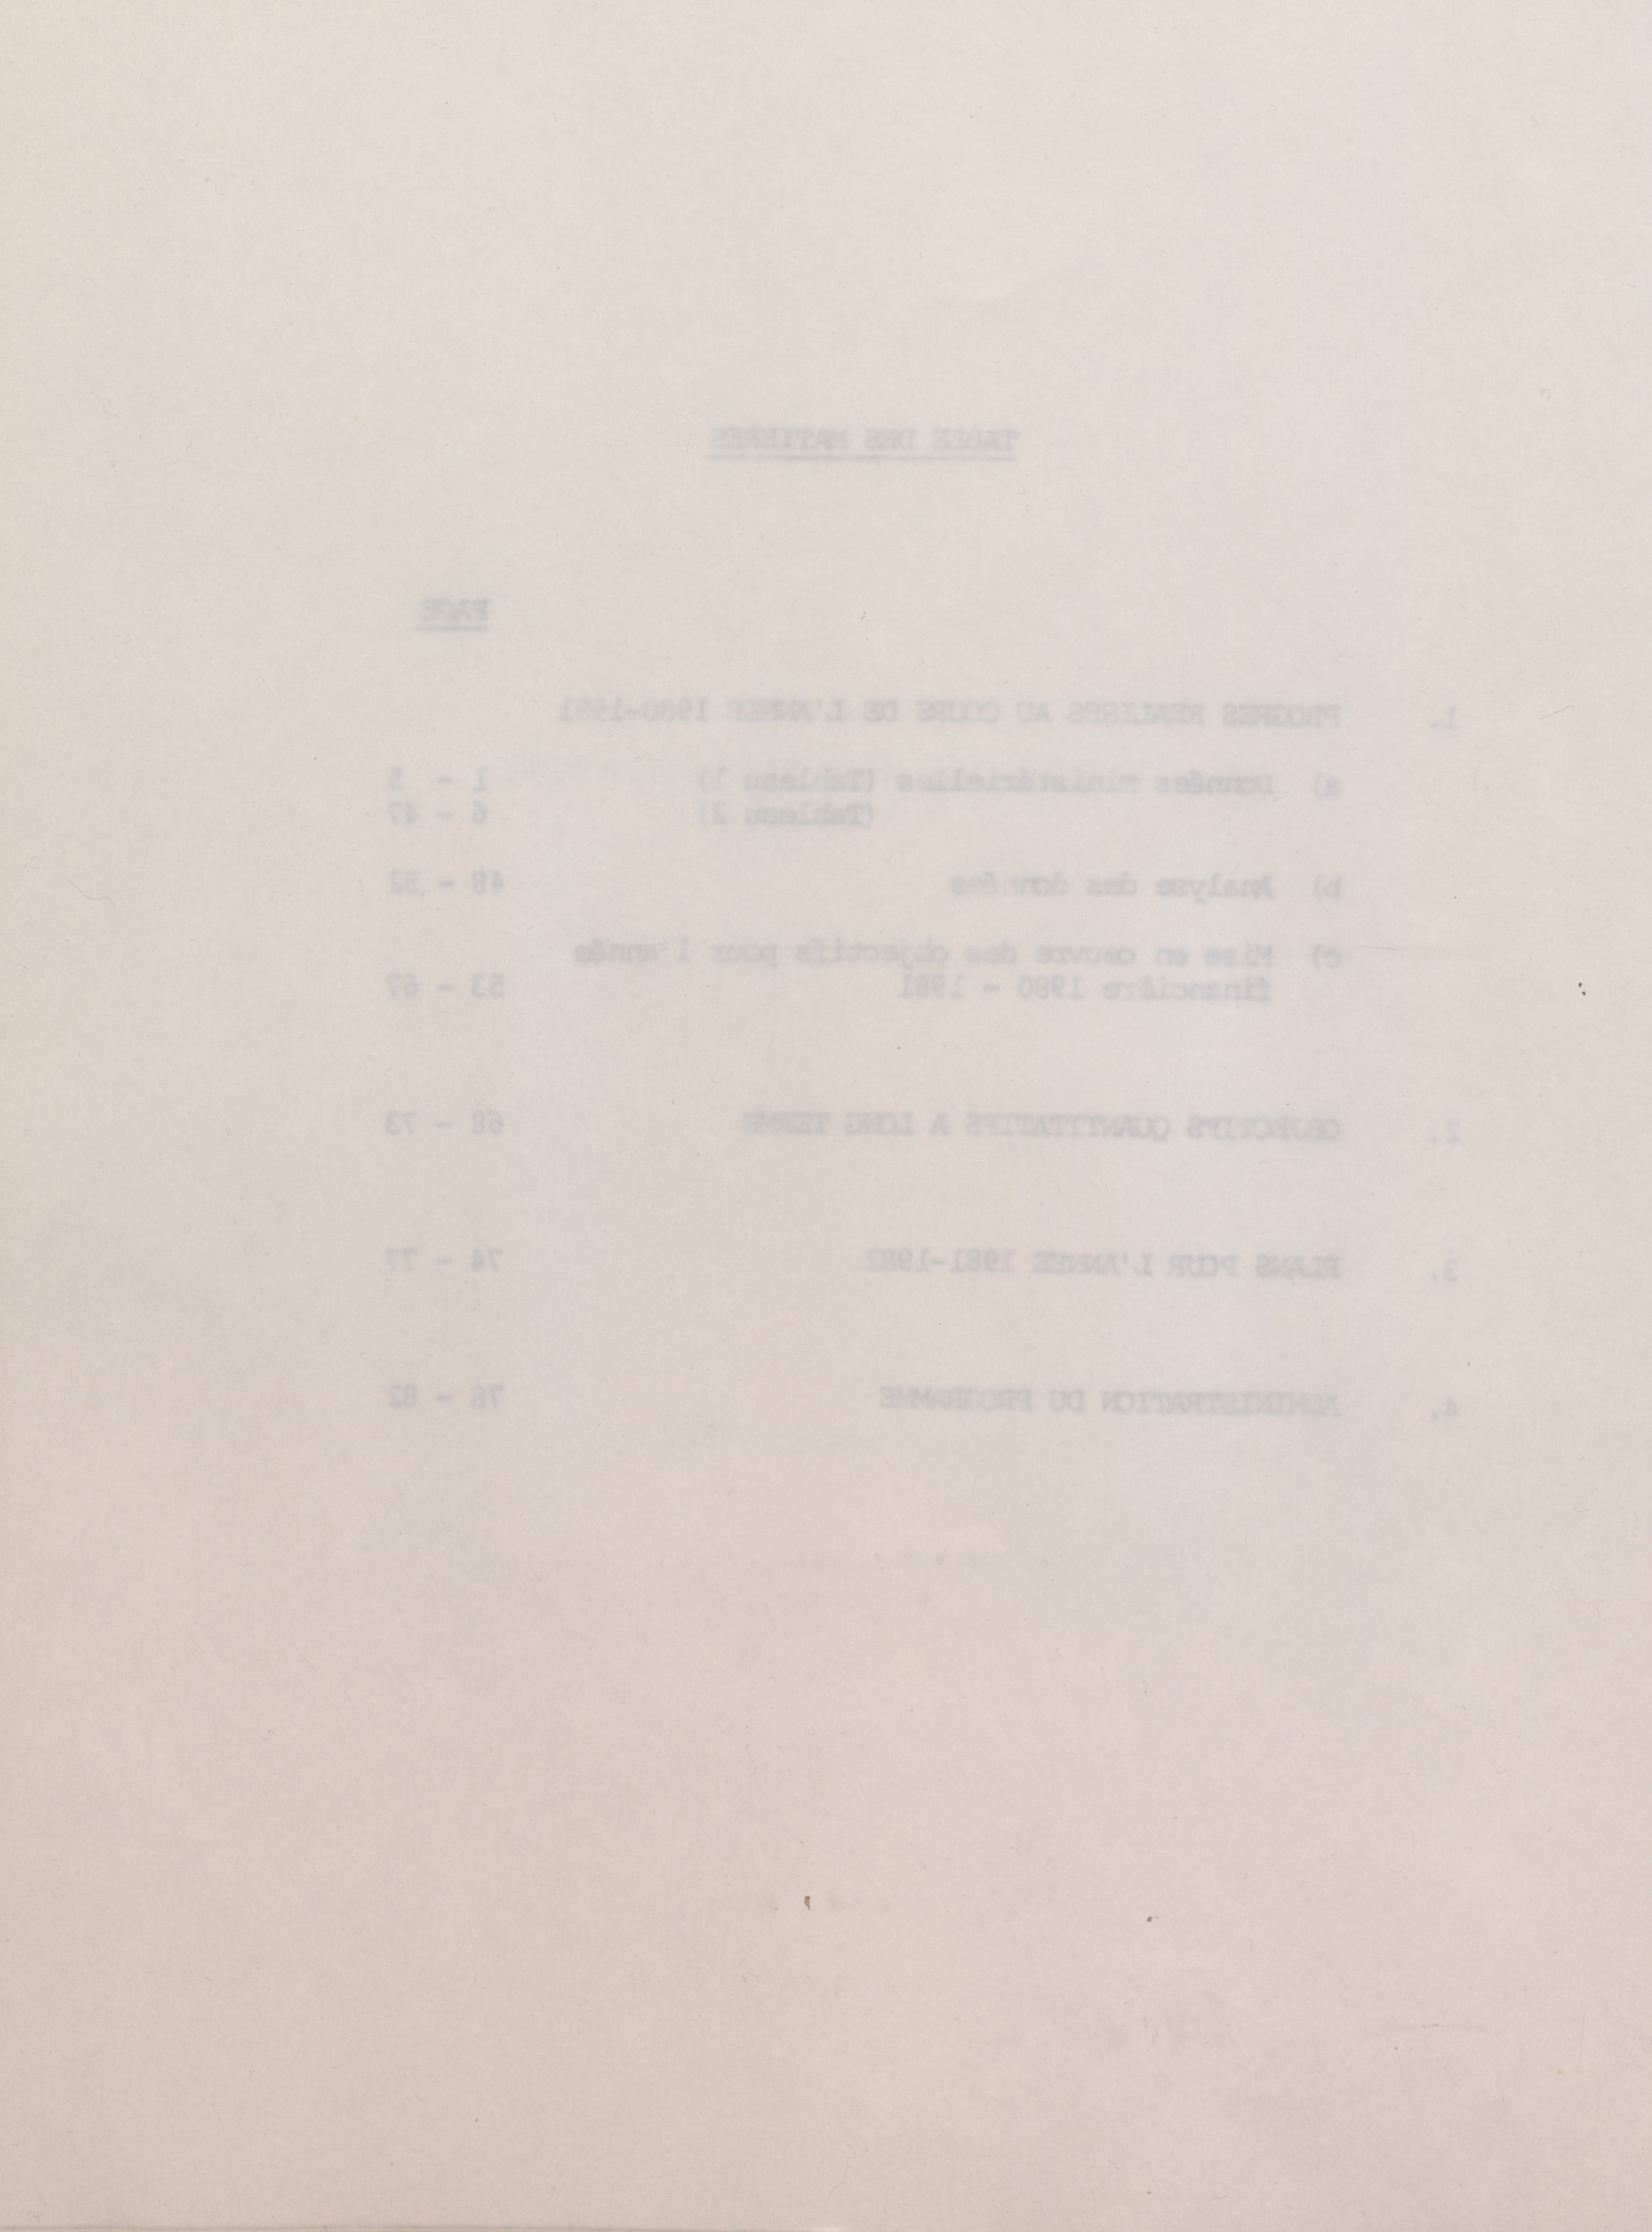 TABLE DES MATIERES
PAGE
1. PROGRES REALISES AU COURS DE L'ANNEE 1980-1981
a) Données ministérielles (Tableau 1) 1 - 5
(Tableau 2) 6 - 47
b) Analyse des données 48 - 52
c) Mise en œuvre des objectifs pour l'année
financière 1980 - 1981 53 - 67
2. OBJECTIFS QUANTITATIFS A LONG TERME 68 - 73
3. PLANS POUR L'ANNEE 1981-1982 74 - 77
4. ADMINISTRATION DU PROGRAMME 78 - 82